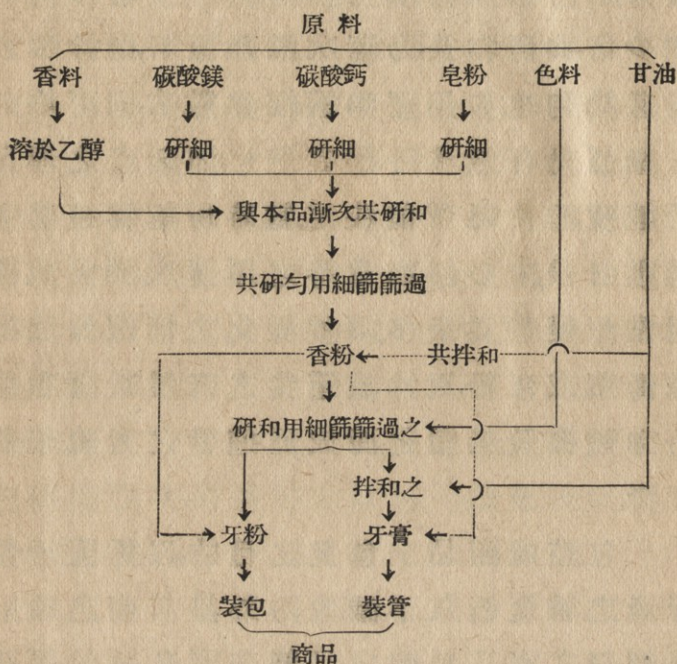 原料
香料 碳酸鎂 碳酸鈣 皂粉 色料 甘油
溶於乙醇 研細 研細 研細
與本品漸次共研和
共研勻用細篩篩過
香粉 共拌和
研和用細篩篩過之
拌和之
牙粉 牙膏
裝包 裝管
商品